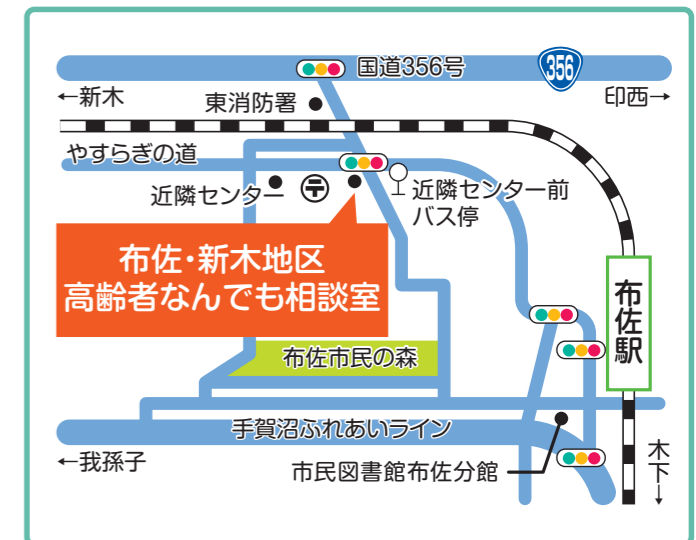 国道356号
356
←新木
印西→
東消防署
やすらぎの道
近隣センター
〒
近隣センター前
バス停
布佐・新木地区
高齢者なんでも相談室
布佐駅
布佐市民の森
手賀沼ふれあいライン
←我孫子
市民図書館布佐分館
木下→